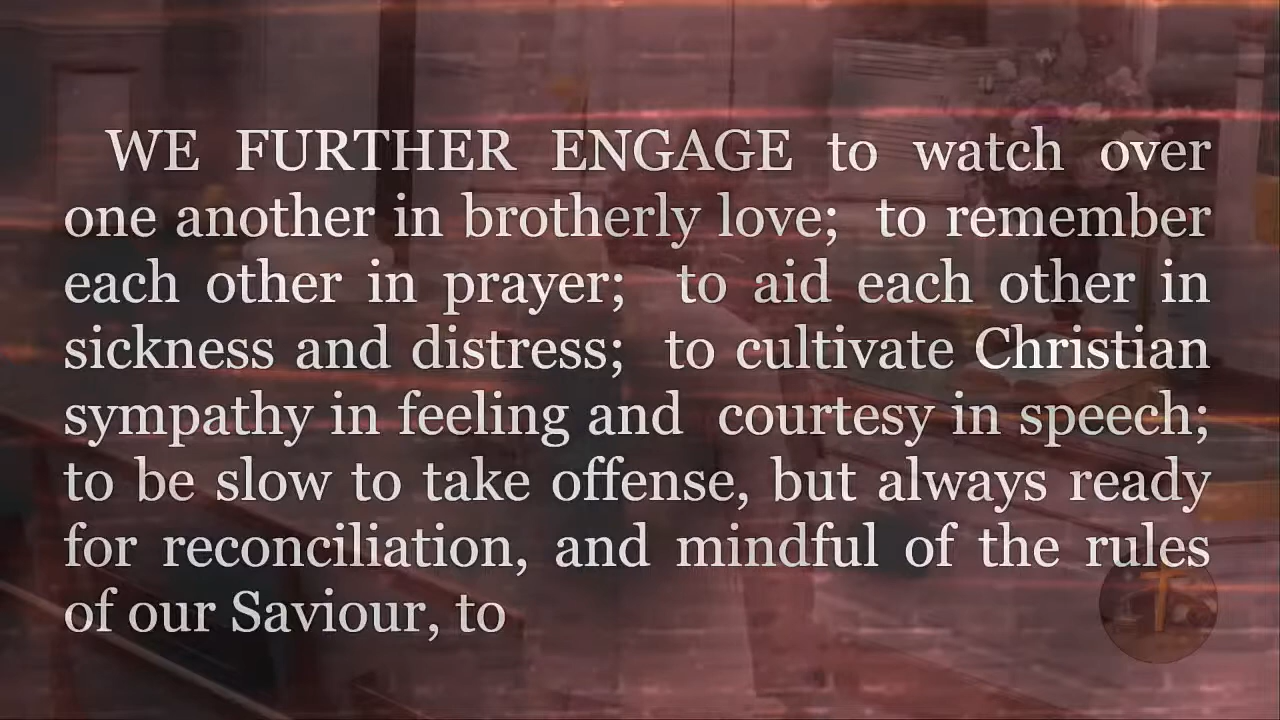 WE FURTHER ENGAGE to watch over
one another in brotherly love; to remember
each other in prayer; to aid each other in
sickness and distress; to cultivate Christian
sympathy in feeling and courtesy in speech;
to be slow to take offense, but always ready
for reconciliation, and mindful of the rules
of our Saviour, to